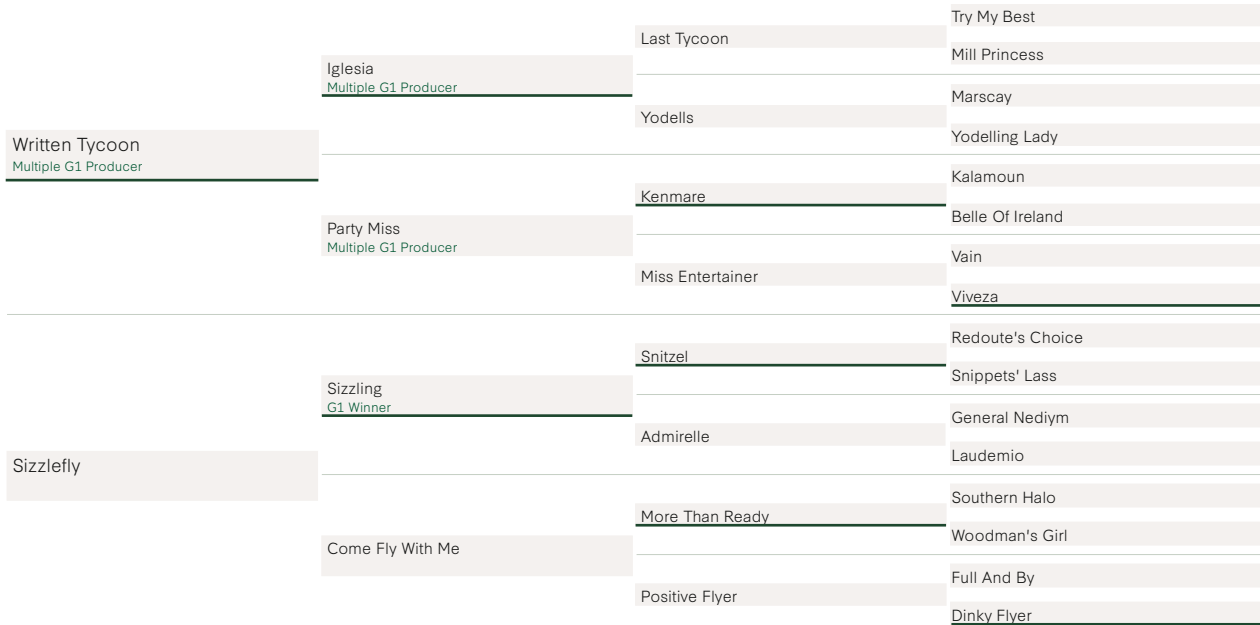 Written Tycoon
Multiple G1 Producer
Sizzlefly
Iglesia
Multiple G1 Producer
Party Miss
Multiple G1 Producer
Sizzling
G1 Winner
Come Fly With Me
Last Tycoon
Yodells
Kenmare
Miss Entertainer
Snitzel
Admirelle
More Than Ready
Positive Flyer
Try My Best
Mill Princess
Marscay
Yodelling Lady
Kalamoun
Belle Of Ireland
Vain
Viveza
Redoute's Choice
Snippets' Lass
General Nediym
Laudemio
Southern Halo
Woodman's Girl
Full And By
Dinky Flyer